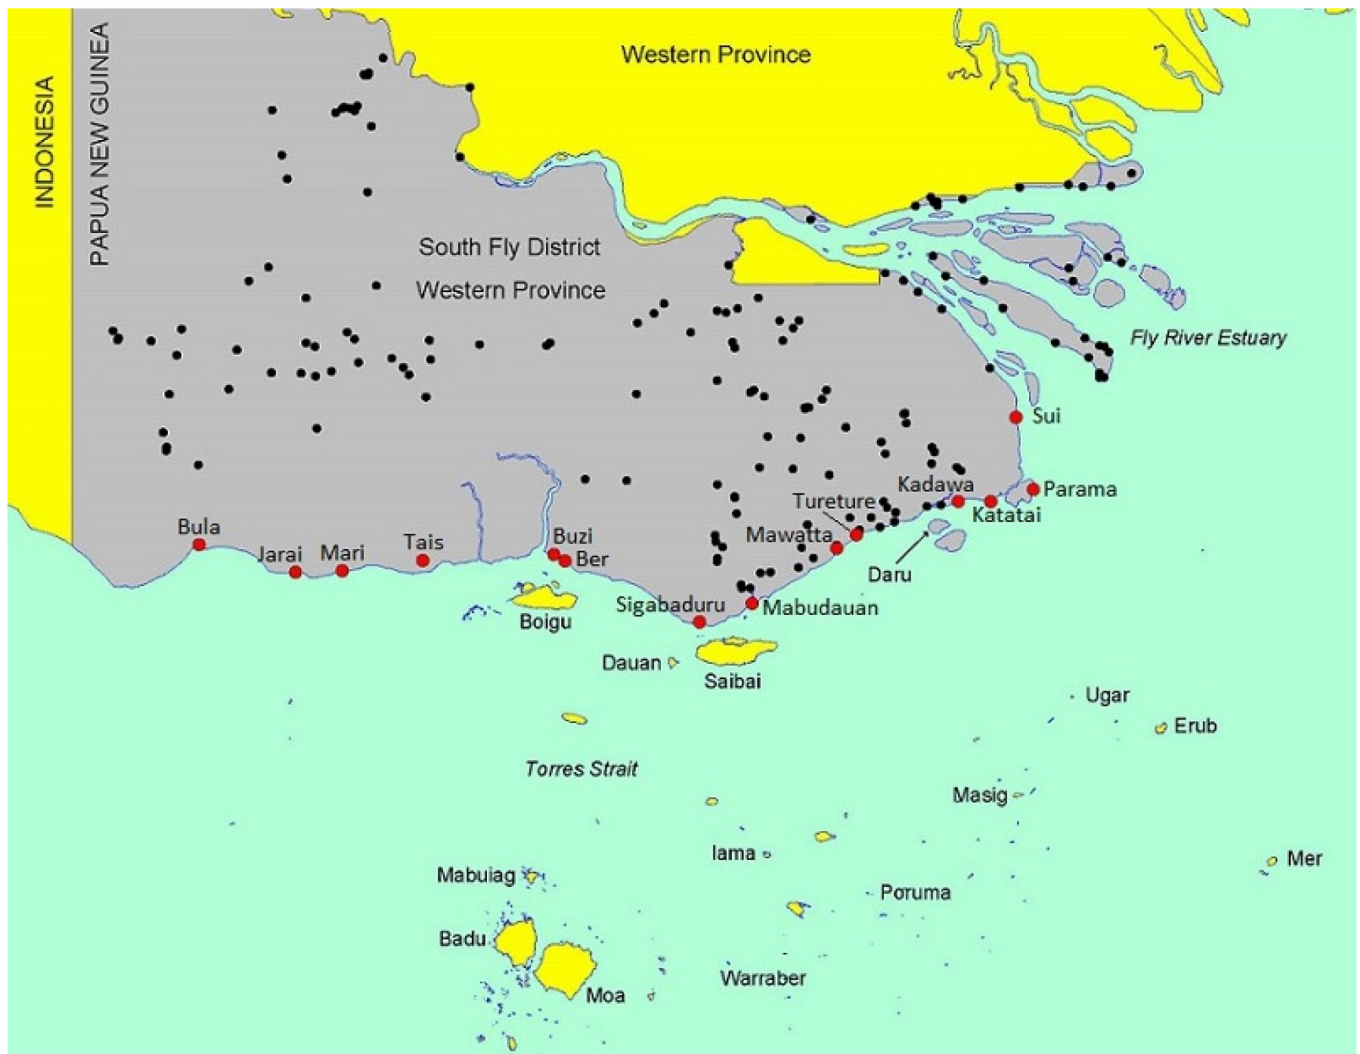 Western Province
INDONESIA
PAPUA NEW GUINEA
South Fly District
Western Province
Fly River Estuary
Sui
Kadawa
Parama
Tureture
Katatai
Bula
Mawatta
Buzi
Tais
Jarai
Mari
Ber
Daru
Sigabaduru
Mabudauan
Boigu
Dauan
Saibai
Ugar
Erub
Torres Strait
Masig
Iama
Mer
Mabuiag
Poruma
Badu
Warraber
Moa